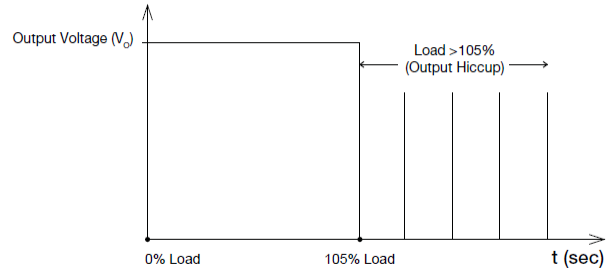 Output Voltage (Vo)
Load >105%
(Output Hiccup)
0% Load
105% Load
t (sec)